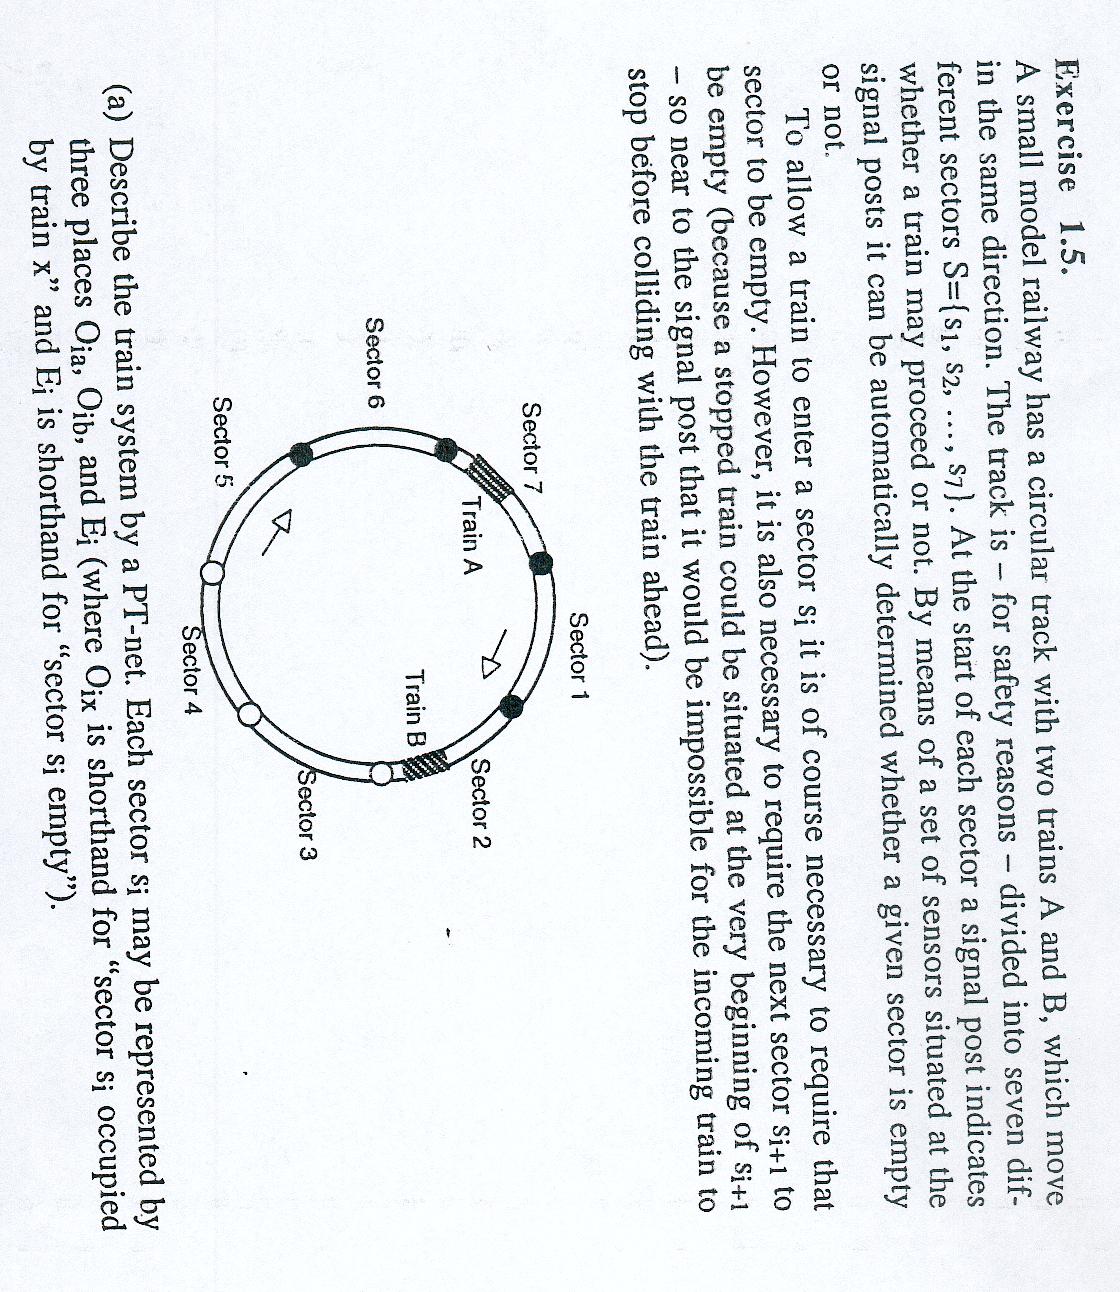 Exercise 1.5.
A small model railway has a circular track with two trains A and B, which move
in the same direction. The track is – for safety reasons – divided into seven dif-
ferent sectors S={s1, s2, ..., s7}. At the start of each sector a signal post indicates
whether a train may proceed or not. By means of a set of sensors situated at the
signal posts it can be automatically determined whether a given sector is empty
or not.
To allow a train to enter a sector si it is of course necessary to require that
sector to be empty. However, it is also necessary to require the next sector si+1 to
be empty (because a stopped train could be situated at the very beginning of si+1
– so near to the signal post that it would be impossible for the incoming train to
stop before colliding with the train ahead).
Sector 1
Sector 7
Train A
Sector 2
Train B
Sector 6
Sector 3
Sector 5
Sector 4
(a) Describe the train system by a PT-net. Each sector si may be represented by
three places Oia, Oib, and Ei (where Oix is shorthand for “sector si occupied
by train x” and Ei is shorthand for “sector si empty”).